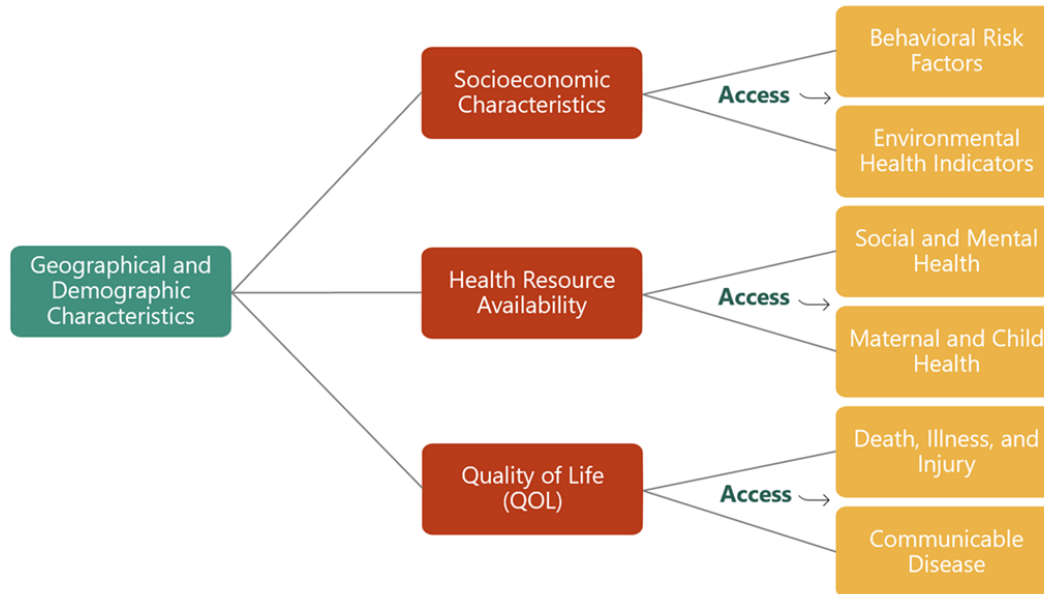 Geographical and
Demographic
Characteristics
Socioeconomic
Characteristics
Access
Behavioral Risk
Factors
Environmental
Health Indicators
Health Resource
Availability
Access
Social and Mental
Health
Maternal and Child
Health
Quality of Life
(QOL)
Access
Death, Illness, and
Injury
Communicable
Disease